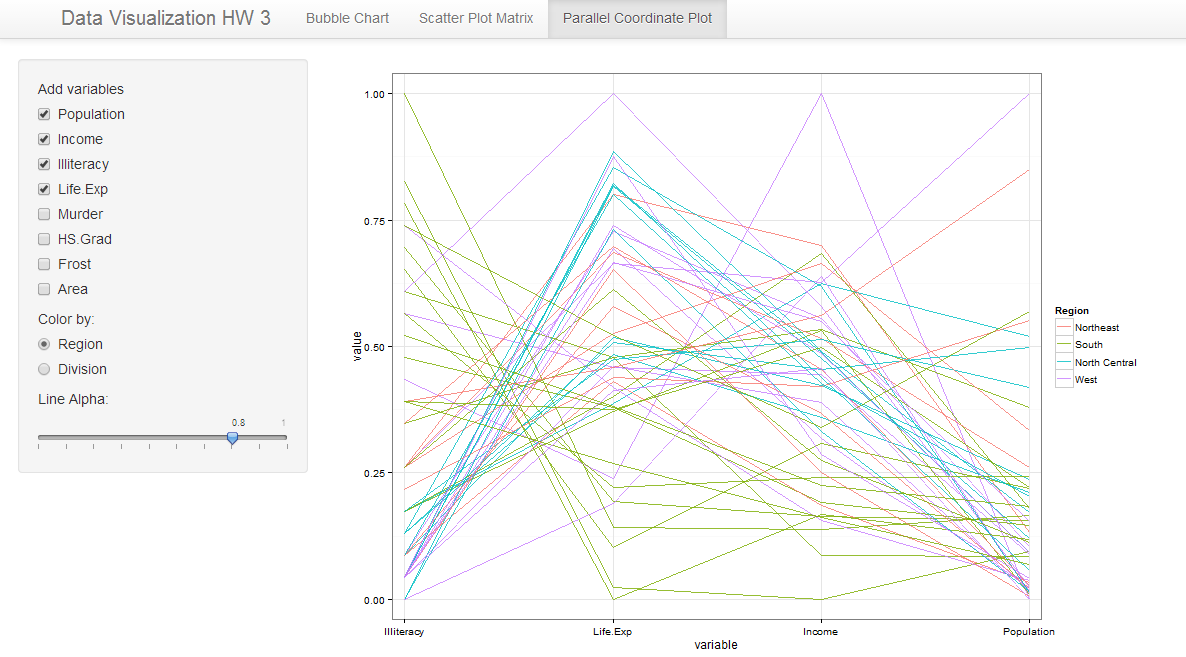 Data Visualization HW 3 Bubble Chart Scatter Plot Matrix Parallel Coordinate Plot
Add variables
Population
Income
Illiteracy
Life.Exp
Murder
HS.Grad
Frost
Area
Color by:
Region
Division
Line Alpha:
0.8 1
value
1.00
0.75
0.50
0.25
0.00
Illiteracy Life.Exp Income Population
variable
Region
Northeast
South
North Central
West